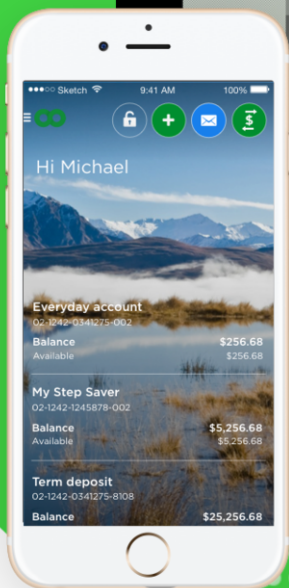 Sketch 9:41 AM 100%
Hi Michael
Everyday account
02-1242-0341275-002
Balance $256.68
Available $256.68
My Step Saver
02-1242-1245878-002
Balance $5,256.68
Available $5,256.68
Term deposit
02-1242-0341275-8108
Balance $25,256.68